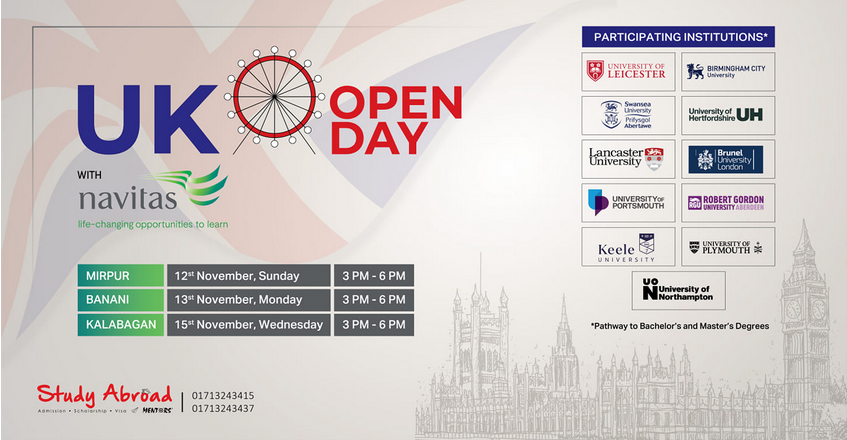 UK OPEN
DAY
WITH
navitas
life-changing opportunities to learn
MIRPUR 12st November, Sunday 3 PM - 6 PM
BANANI 13st November, Monday 3 PM - 6 PM
KALABAGAN 15st November, Wednesday 3 PM - 6 PM
Study Abroad
Admission • Scholarship • Visa MENTORS'
01713243415
01713243437
PARTICIPATING INSTITUTIONS*
UNIVERSITY OF
LEICESTER
BIRMINGHAM CITY
University
Swansea
University
Prifysgol
Abertawe
University of
Hertfordshire UH
Lancaster
University
Brunel
University
London
UNIVERSITY OF
PORTSMOUTH
ROBERT GORDON
UNIVERSITY ABERDEEN
Keele
UNIVERSITY
UNIVERSITY OF
PLYMOUTH
UO
N University of
Northampton
*Pathway to Bachelor's and Master's Degrees